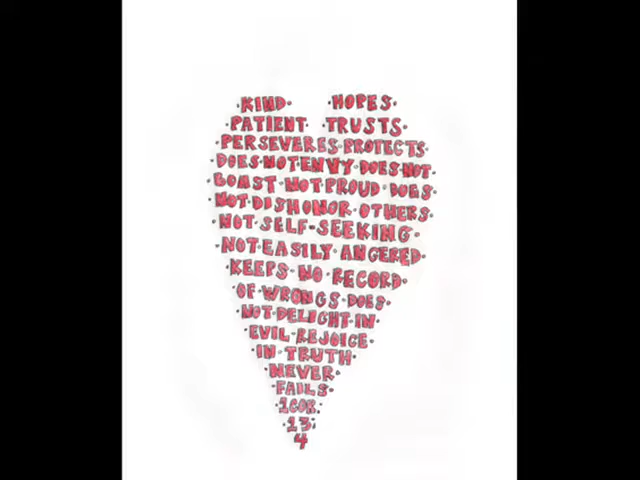 ·KIND· ·HOPES·
·PATIENT· ·TRUSTS·
·PERSEVERES·PROTECTS·
·DOES·NOT·ENVY·DOES·NOT·
·BOAST·NOT·PROUD·DOES·
·NOT·DISHONOR·OTHERS·
·NOT·SELF-SEEKING·
·NOT·EASILY·ANGERED·
·KEEPS·NO·RECORD·
·OF·WRONGS·DOES·
·NOT·DELIGHT·IN·
·EVIL·REJOICE·
·IN·TRUTH·
·NEVER·
·FAILS·
·1COR·
·13:
4